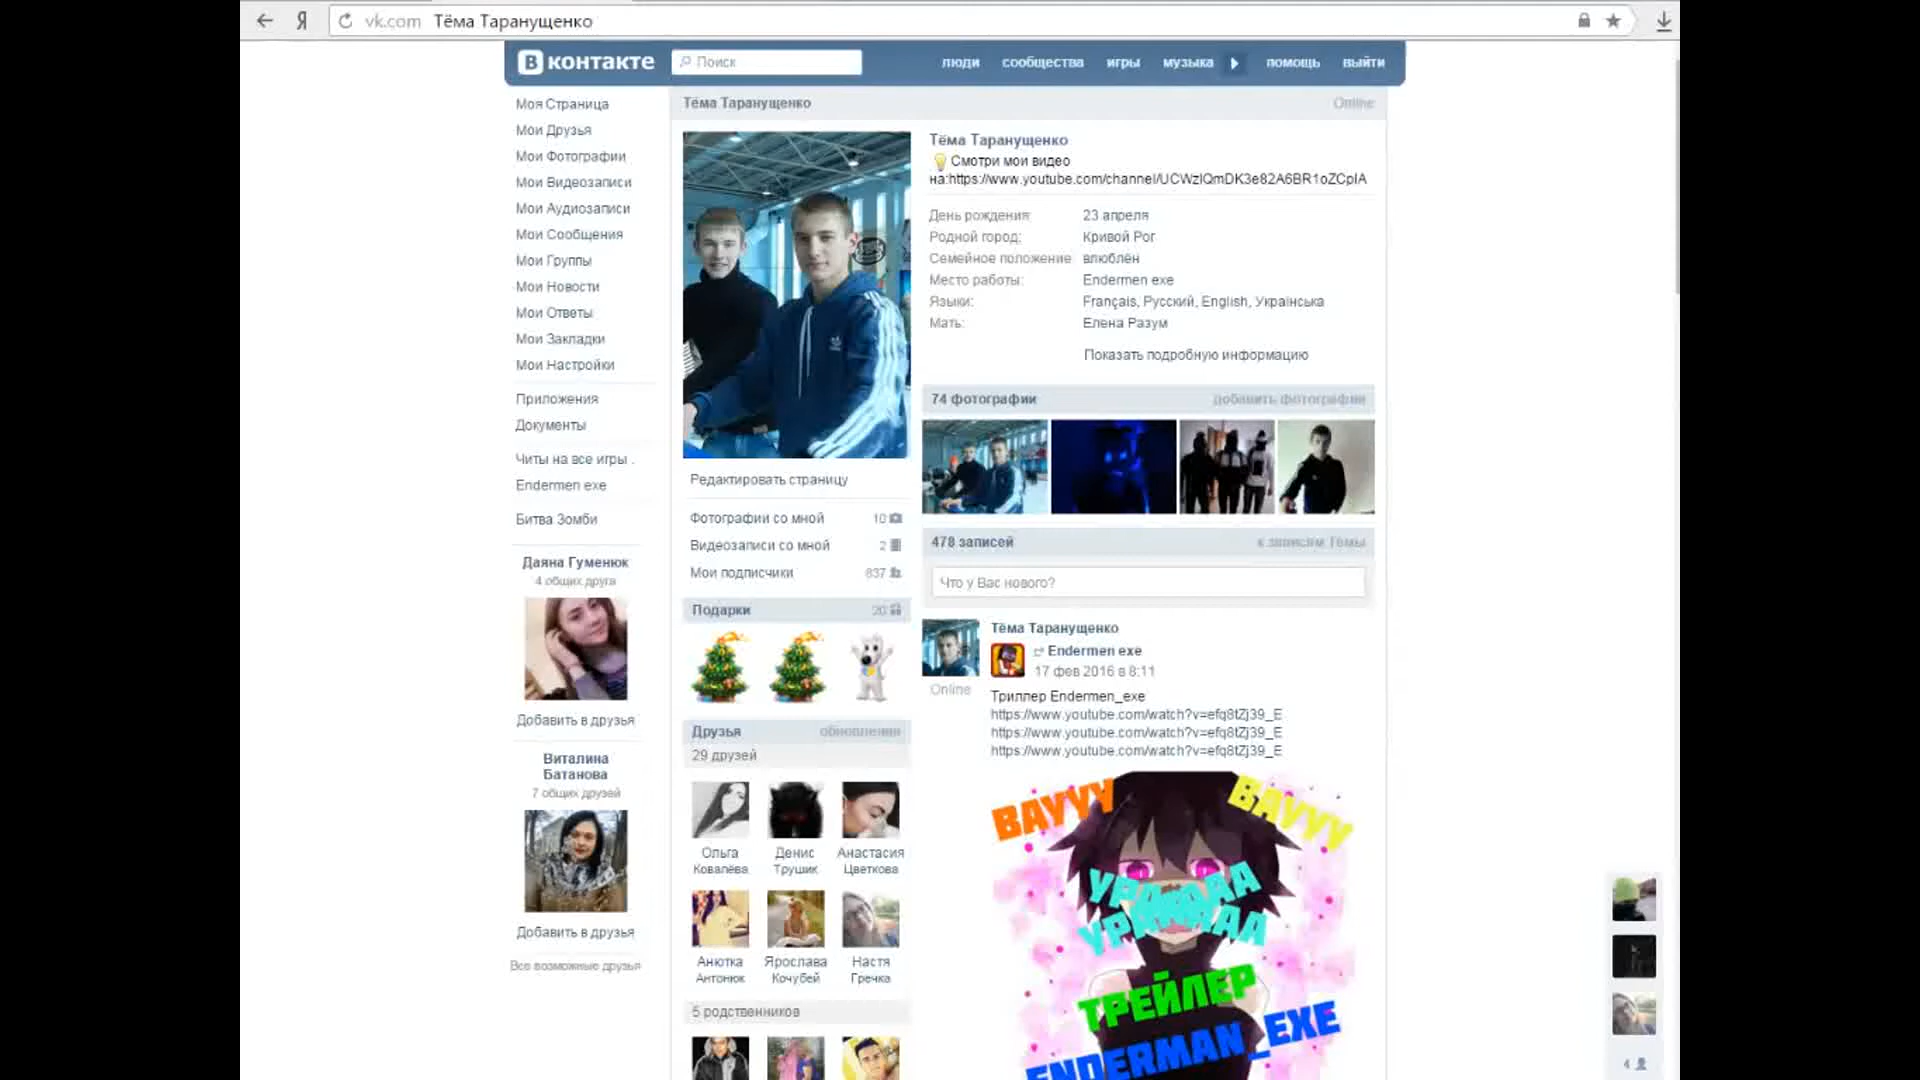 Я vk.com Тёма Таранущенко
В контакте Поиск люди сообщества игры музыка помощь выйти
Моя Страница
Мои Друзья
Мои Фотографии
Мои Видеозаписи
Мои Аудиозаписи
Мои Сообщения
Мои Группы
Мои Новости
Мои Ответы
Мои Закладки
Мои Настройки
Приложения
Документы
Читы на все игры .
Endermen exe
Битва Зомби
Даяна Гуменюк
4 общих друга
Добавить в друзья
Виталина
Батанова
7 общих друзей
Добавить в друзья
Все возможные друзья
Тёма Таранущенко Online
Редактировать страницу
Фотографии со мной 10
Видеозаписи со мной 2
Мои подписчики 837
Подарки 20
Друзья обновления
29 друзей
Ольга Ковалёва
Денис Трушик
Анастасия Цветкова
Анютка Антонюк
Ярослава Кочубей
Настя Гречка
5 родственников
Тёма Таранущенко
Смотри мои видео
на:https://www.youtube.com/channel/UCWzlQmDK3e82A6BR1oZCplA
День рождения: 23 апреля
Родной город: Кривой Рог
Семейное положение: влюблён
Место работы: Endermen exe
Языки: Français, Русский, English, Українська
Мать: Елена Разум
Показать подробную информацию
74 фотографии добавить фотографии
478 записей к записям Тёмы
Что у Вас нового?
Тёма Таранущенко
Endermen exe
17 фев 2016 в 8:11
Online
Триллер Endermen_exe
https://www.youtube.com/watch?v=efq8tZj39_E
https://www.youtube.com/watch?v=efq8tZj39_E
https://www.youtube.com/watch?v=efq8tZj39_E
ВАУУУ ВАУУУ
ТРЕЙЛЕР
ENDERMAN_EXE
4